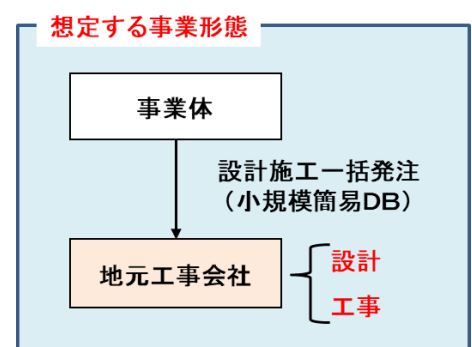 想定する事業形態
事業体
設計施工一括発注
（小規模簡易DB）
地元工事会社
設計
工事